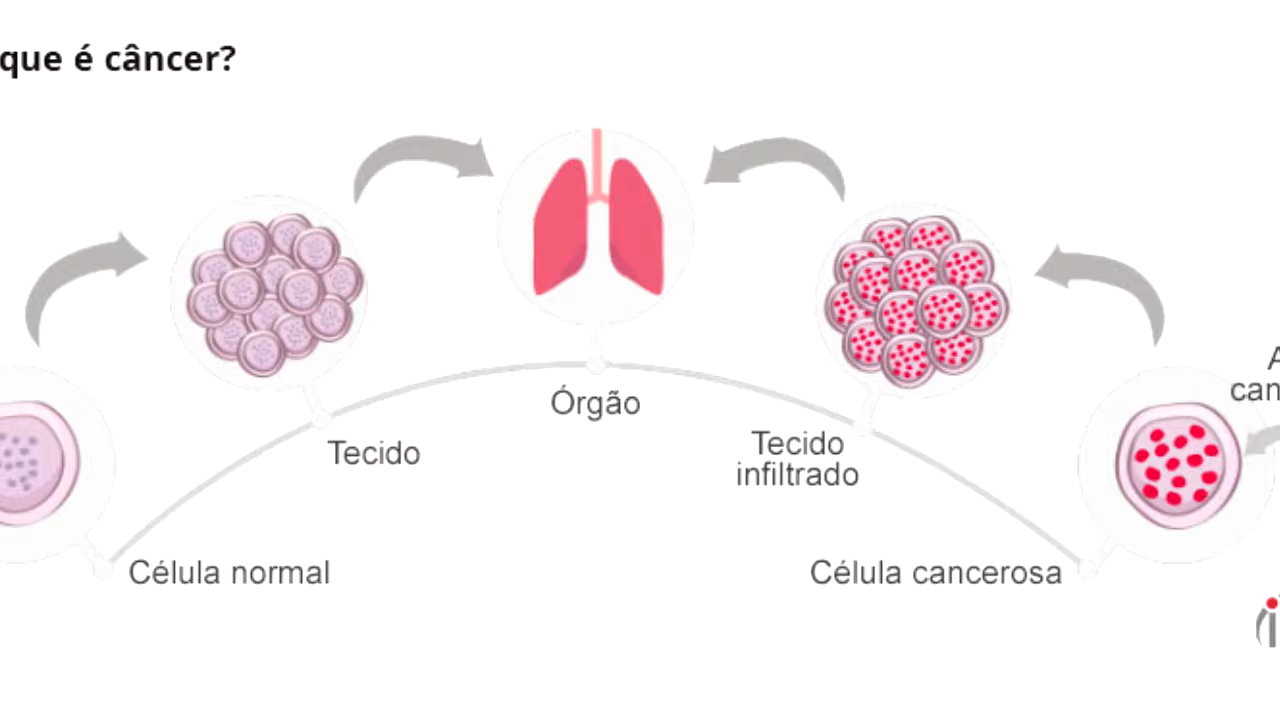 que é câncer?
Órgão
Tecido
Tecido
infiltrado
Célula normal
Célula cancerosa